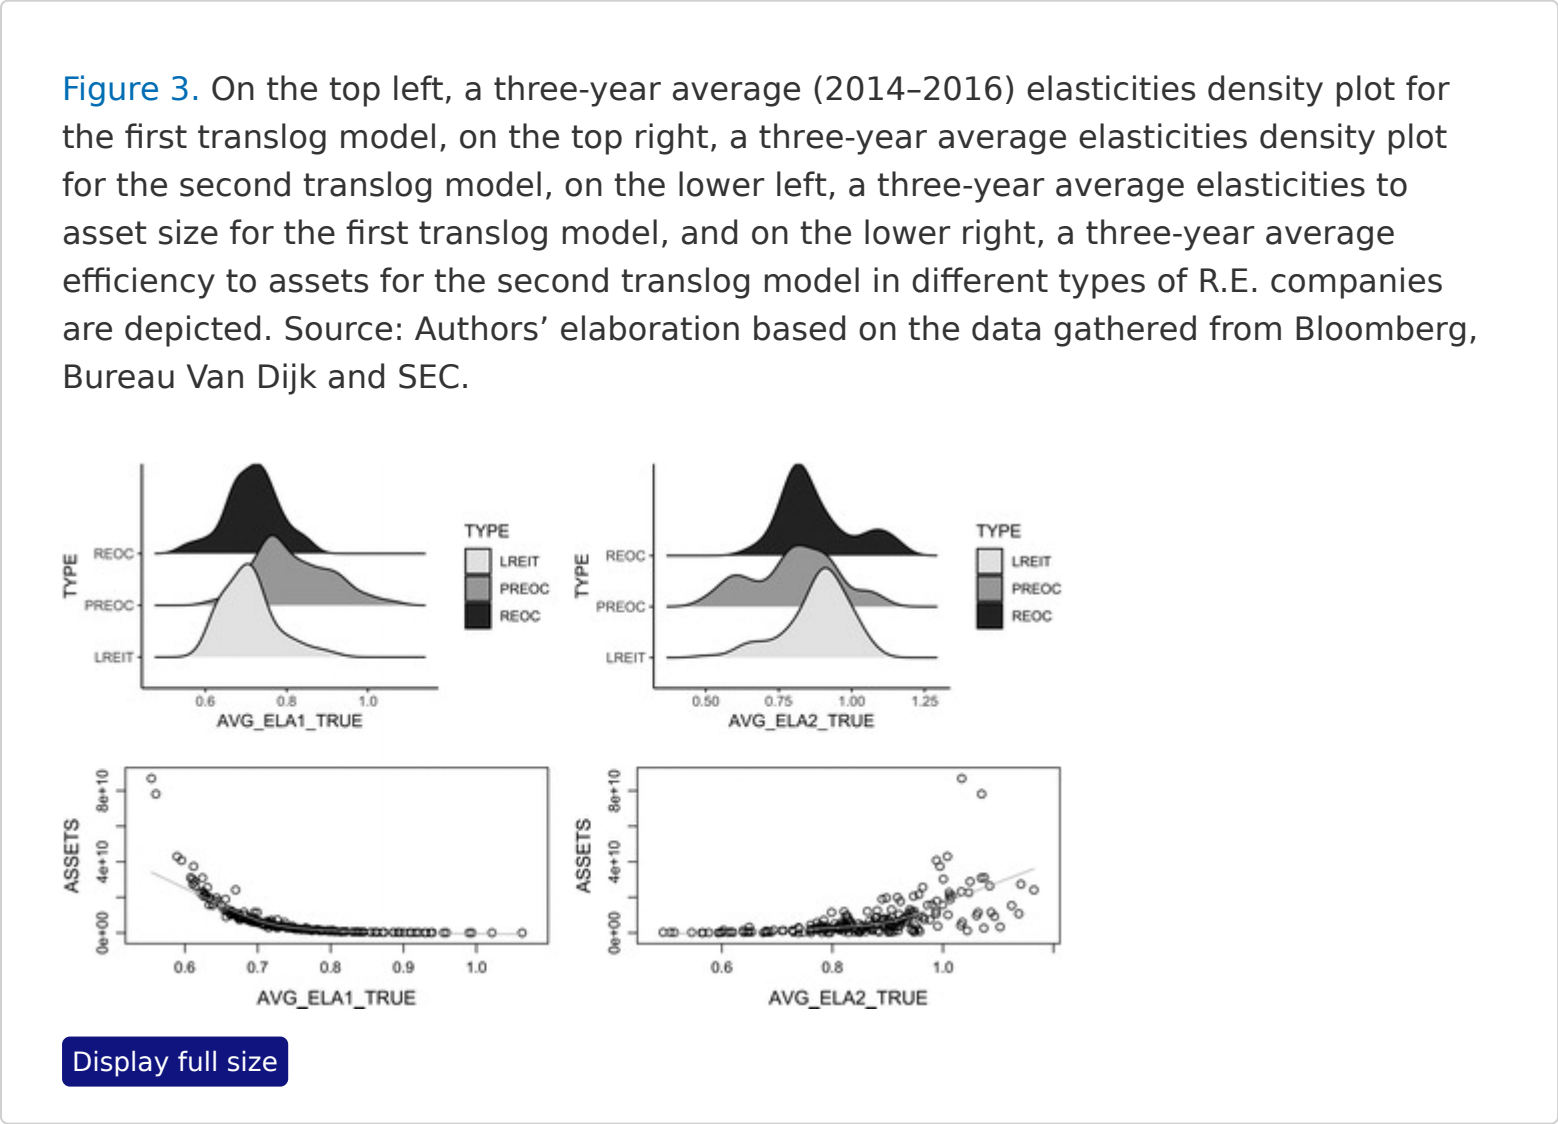 Figure 3. On the top left, a three-year average (2014–2016) elasticities density plot for
the first translog model, on the top right, a three-year average elasticities density plot
for the second translog model, on the lower left, a three-year average elasticities to
asset size for the first translog model, and on the lower right, a three-year average
efficiency to assets for the second translog model in different types of R.E. companies
are depicted. Source: Authors’ elaboration based on the data gathered from Bloomberg,
Bureau Van Dijk and SEC.
TYPE
REOC
PREOC
LREIT
0.6 0.8 1.0
AVG_ELA1_TRUE
TYPE
LREIT
PREOC
REOC
TYPE
REOC
PREOC
LREIT
0.50 0.75 1.00 1.25
AVG_ELA2_TRUE
TYPE
LREIT
PREOC
REOC
ASSETS
8e+10
4e+10
0e+00
0.6 0.7 0.8 0.9 1.0
AVG_ELA1_TRUE
ASSETS
8e+10
4e+10
0e+00
0.6 0.8 1.0
AVG_ELA2_TRUE
Display full size